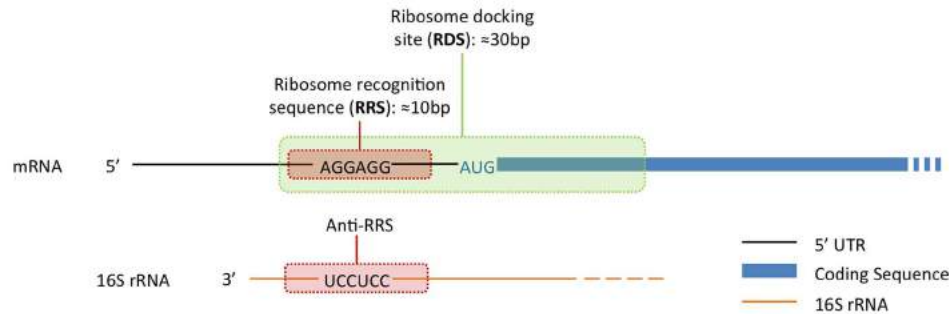 Ribosome docking
site (RDS): ≈30bp
Ribosome recognition
sequence (RRS): ≈10bp
mRNA 5′ AGGAGG AUG
Anti-RRS
16S rRNA 3′ UCCUCC
5′ UTR
Coding Sequence
16S rRNA